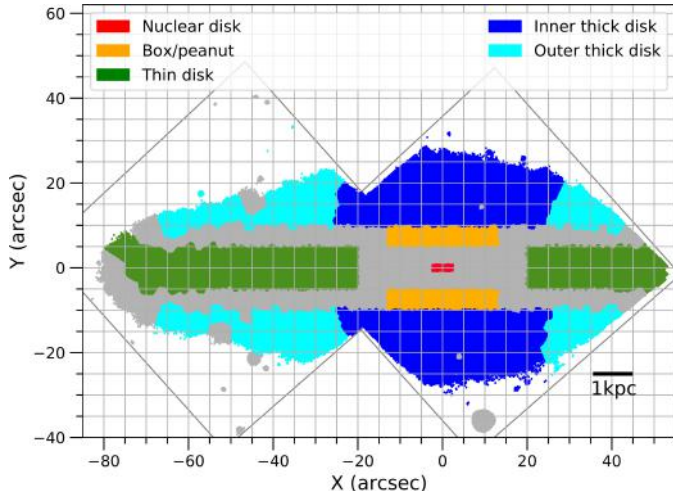 Nuclear disk
Box/peanut
Thin disk
Inner thick disk
Outer thick disk
60
40
20
0
−20
−40
Y (arcsec)
1kpc
−80 −60 −40 −20 0 20 40
X (arcsec)